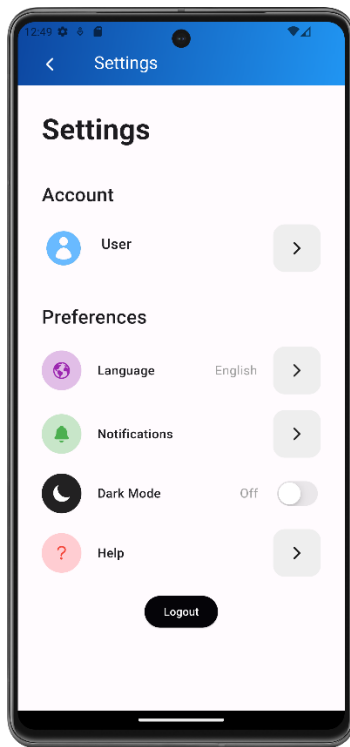 12:49
Settings
Settings
Account
User
Preferences
Language English
Notifications
Dark Mode Off
? Help
Logout